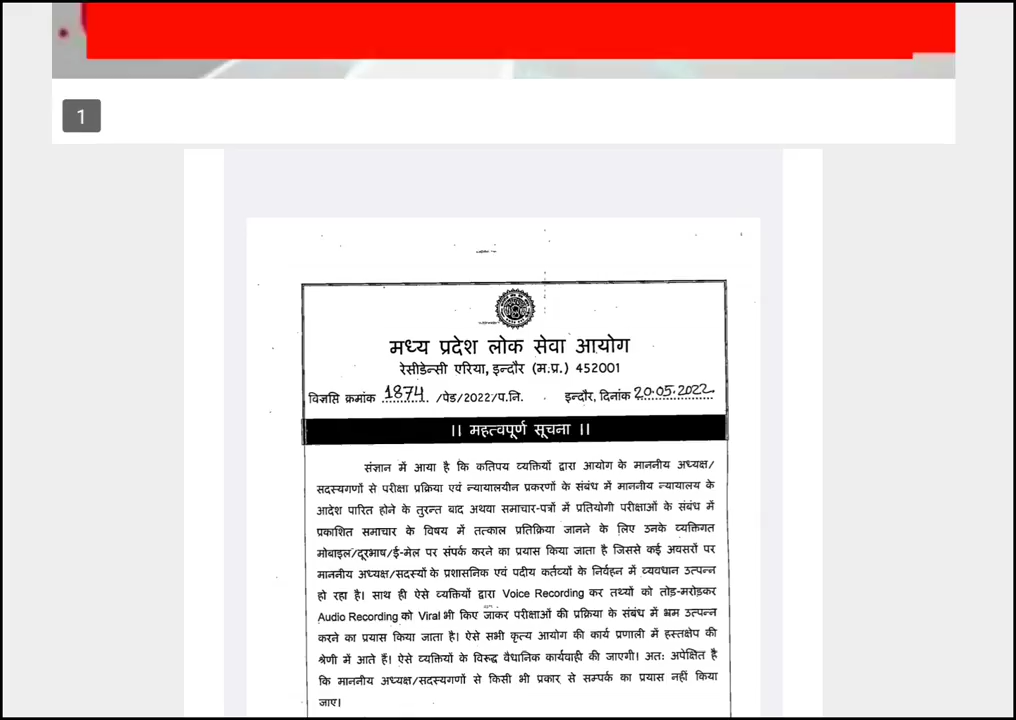 1
मध्य प्रदेश लोक सेवा आयोग
रेसीडेन्सी एरिया, इन्दौर (म.प्र.) 452001
विज्ञप्ति क्रमांक 1874 /पेड/2022/प.नि. इन्दौर, दिनांक 20.05.2022
।। महत्वपूर्ण सूचना ।।
संज्ञान में आया है कि कतिपय व्यक्तियों द्वारा आयोग के माननीय अध्यक्ष/
सदस्यगणों से परीक्षा प्रक्रिया एवं न्यायालयीन प्रकरणों के संबंध में माननीय न्यायालय के
आदेश पारित होने के तुरन्त बाद अथवा समाचार-पत्रों में प्रतियोगी परीक्षाओं के संबंध में
प्रकाशित समाचार के विषय में तत्काल प्रतिक्रिया जानने के लिए उनके व्यक्तिगत
मोबाइल/दूरभाष/ई-मेल पर संपर्क करने का प्रयास किया जाता है जिससे कई अवसरों पर
माननीय अध्यक्ष/सदस्यों के प्रशासनिक एवं पदीय कर्तव्यों के निर्वहन में व्यवधान उत्पन्न
हो रहा है। साथ ही ऐसे व्यक्तियों द्वारा Voice Recording कर तथ्यों को तोड़-मरोड़कर
Audio Recording को Viral भी किए जाकर परीक्षाओं की प्रक्रिया के संबंध में भ्रम उत्पन्न
करने का प्रयास किया जाता है। ऐसे सभी कृत्य आयोग की कार्य प्रणाली में हस्तक्षेप की
श्रेणी में आते हैं। ऐसे व्यक्तियों के विरूद्ध वैधानिक कार्यवाही की जाएगी। अत: अपेक्षित है
कि माननीय अध्यक्ष/सदस्यगणों से किसी भी प्रकार से सम्पर्क का प्रयास नहीं किया
जाए।